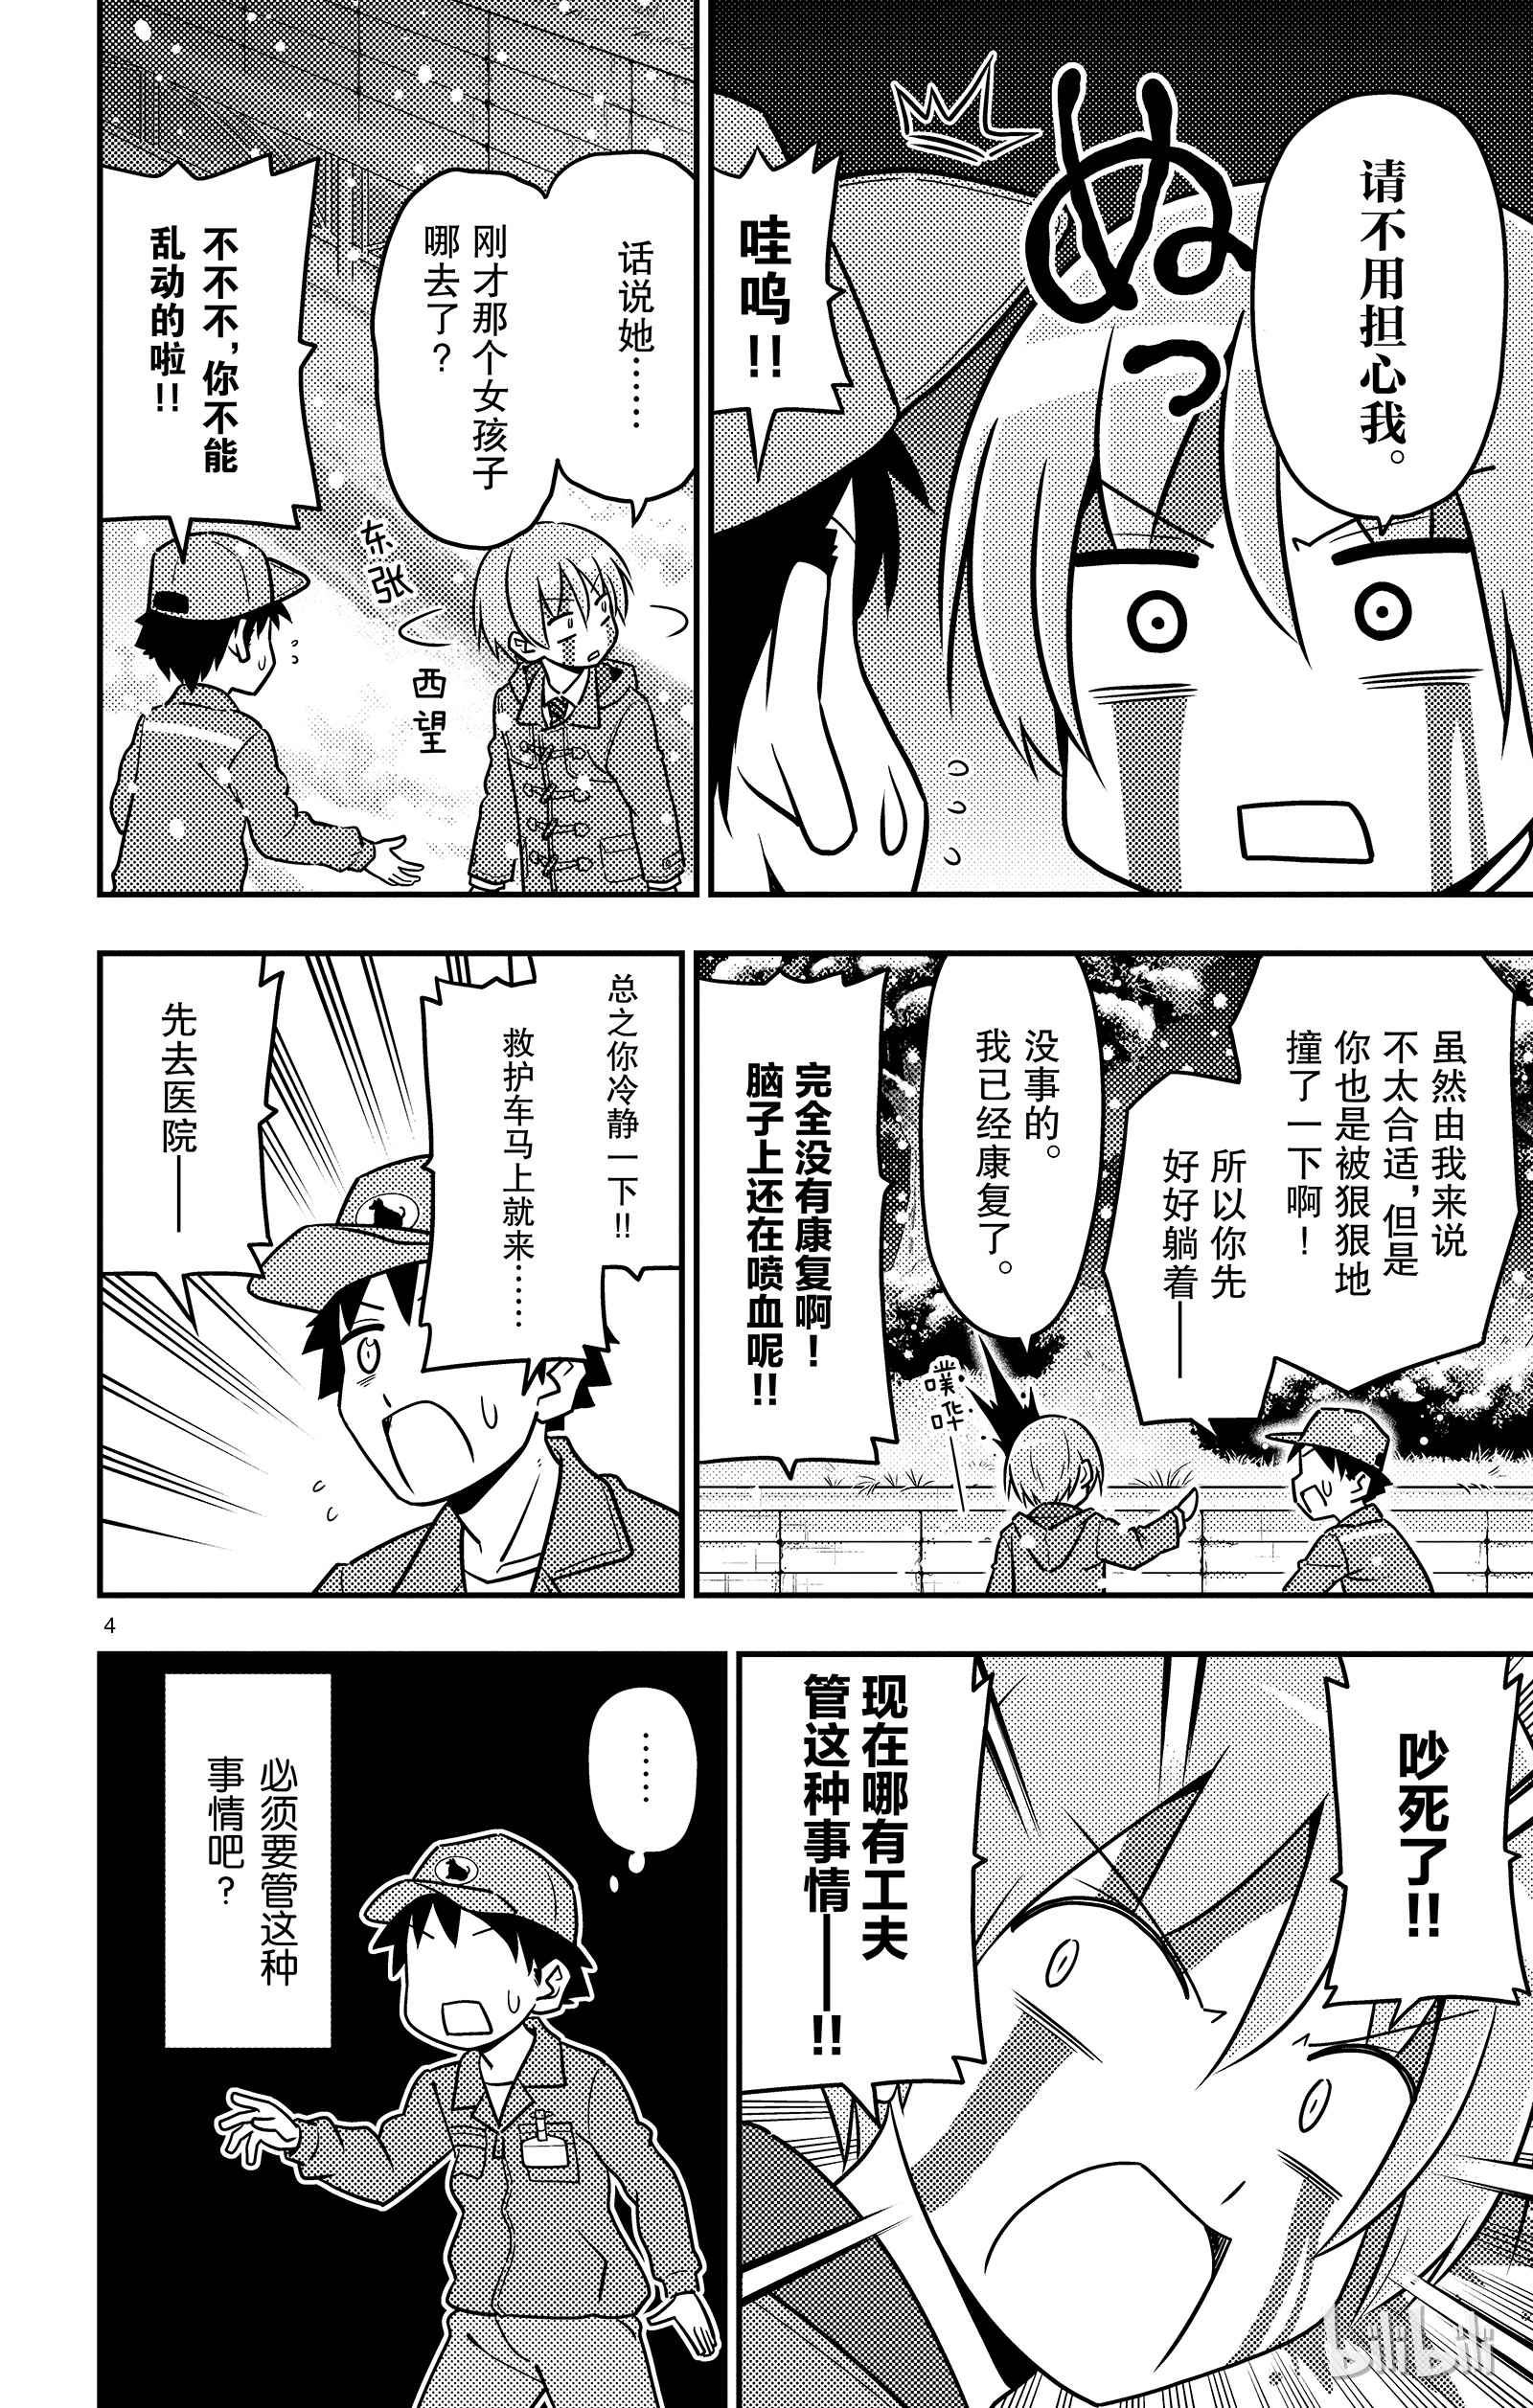 请不用担心我。
ぬっ
哇呜!!
话说她……
刚才那个女孩子
哪去了?
东张
西望
不不不,你不能
乱动的啦!!
虽然由我来说
不太合适,但是
你也是被狠狠地
撞了一下啊!
所以你先
好好躺着——
没事的。
我已经康复了。
噗
哗—
完全没有康复啊!
脑子上还在喷血呢!!
总之你冷静一下!!
救护车马上就来……
先去医院——
4
吵死了!!
现在哪有工夫
管这种事情——!!
……
必须要管这种
事情吧?
bilibili